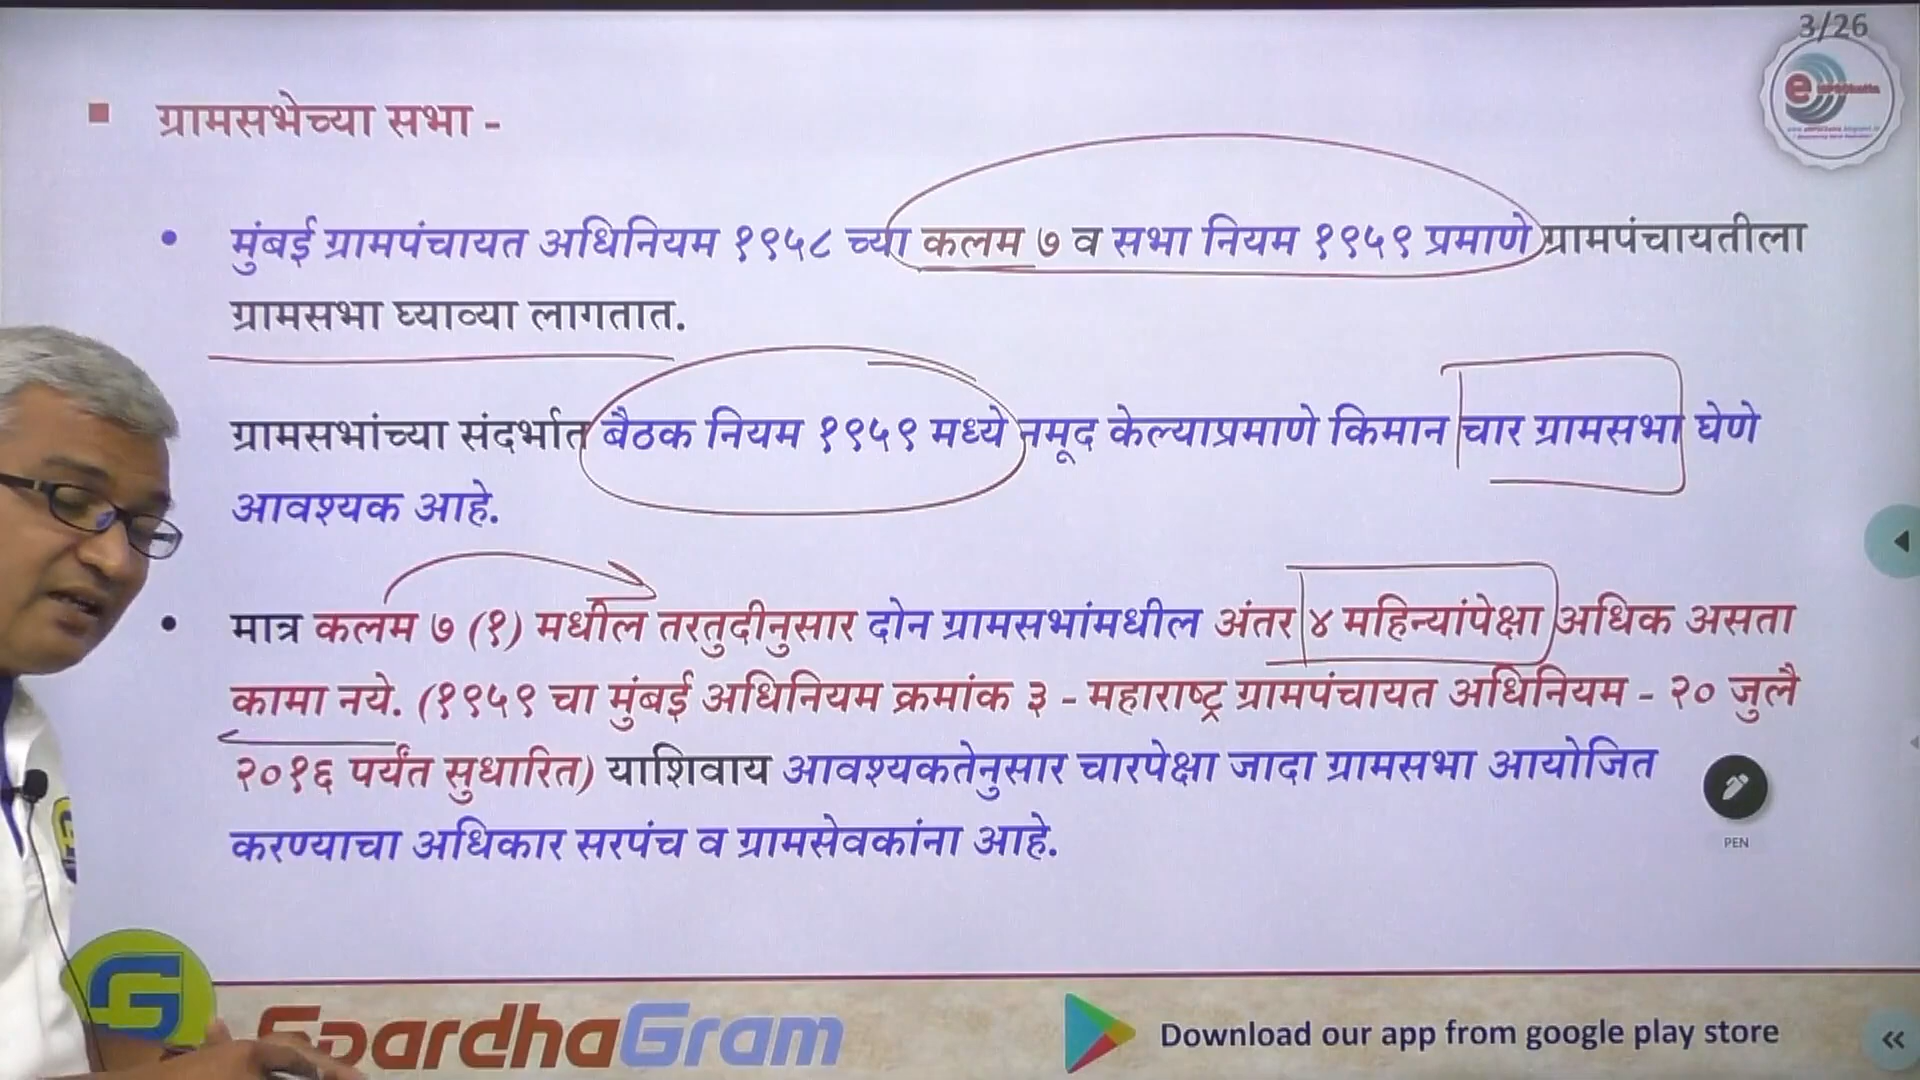 3/26
ग्रामसभेच्या सभा -
मुंबई ग्रामपंचायत अधिनियम १९५८ च्या कलम ७ व सभा नियम १९५९ प्रमाणे ग्रामपंचायतीला
ग्रामसभा घ्याव्या लागतात.
ग्रामसभांच्या संदर्भात बैठक नियम १९५९ मध्ये नमूद केल्याप्रमाणे किमान चार ग्रामसभा घेणे
आवश्यक आहे.
मात्र कलम ७ (१) मधील तरतुदीनुसार दोन ग्रामसभांमधील अंतर ४ महिन्यांपेक्षा अधिक असता
कामा नये. (१९५९ चा मुंबई अधिनियम क्रमांक ३ - महाराष्ट्र ग्रामपंचायत अधिनियम - २० जुलै
२०१६ पर्यंत सुधारित) याशिवाय आवश्यकतेनुसार चारपेक्षा जादा ग्रामसभा आयोजित
करण्याचा अधिकार सरपंच व ग्रामसेवकांना आहे.
PEN
G
SpardhaGram
Download our app from google play store